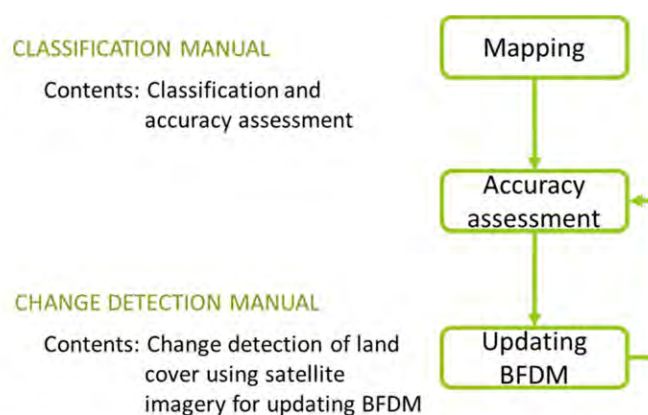 CLASSIFICATION MANUAL
Contents: Classification and
accuracy assessment
Mapping
Accuracy
assessment
CHANGE DETECTION MANUAL
Contents: Change detection of land
cover using satellite
imagery for updating BFDM
Updating
BFDM